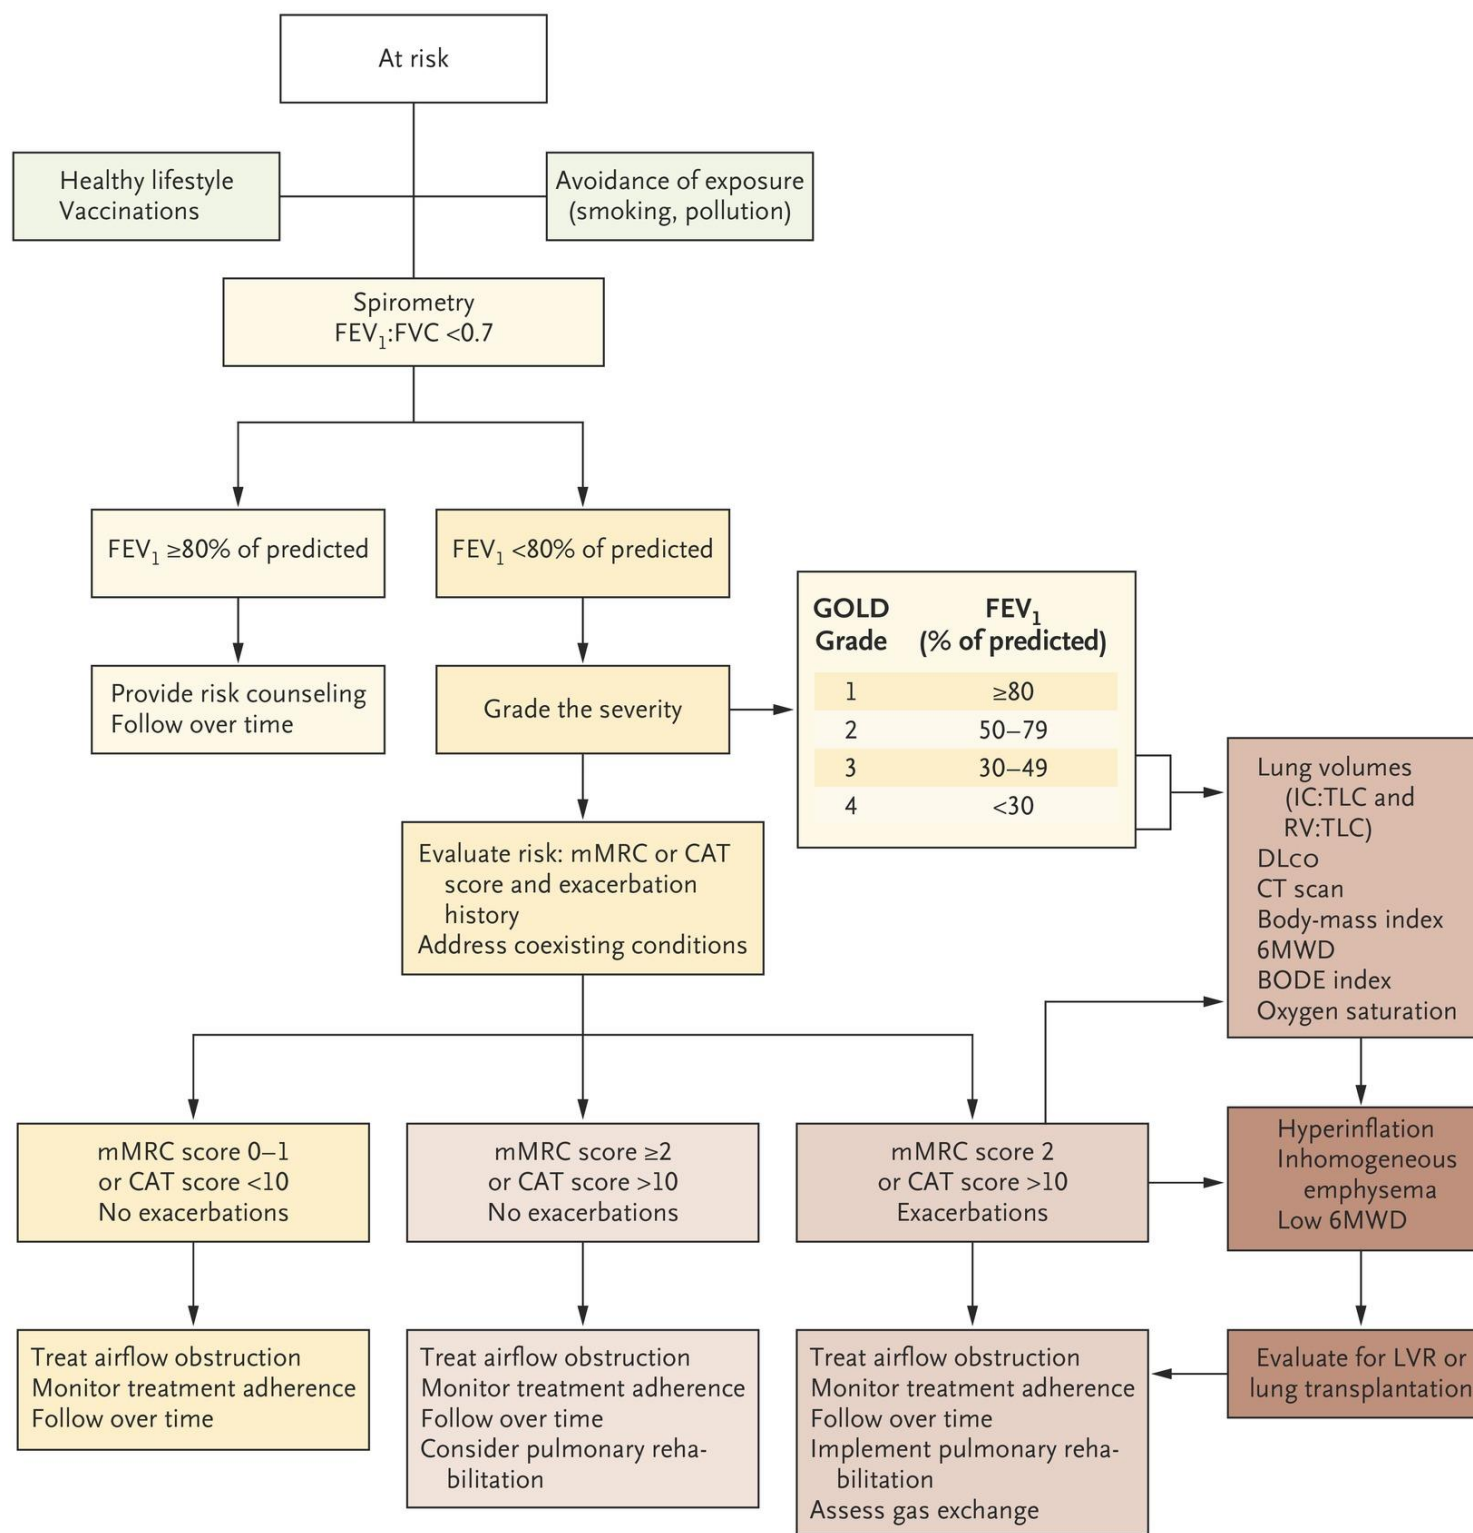 At risk
Healthy lifestyle
Vaccinations
Avoidance of exposure
(smoking, pollution)
Spirometry
FEV₁:FVC <0.7
FEV₁ ≥80% of predicted
FEV₁ <80% of predicted
Provide risk counseling
Follow over time
Grade the severity
GOLD Grade
FEV₁ (% of predicted)
1 ≥80
2 50–79
3 30–49
4 <30
Lung volumes
(IC:TLC and
RV:TLC)
DLco
CT scan
Body-mass index
6MWD
BODE index
Oxygen saturation
Evaluate risk: mMRC or CAT
score and exacerbation
history
Address coexisting conditions
mMRC score 0–1
or CAT score <10
No exacerbations
mMRC score ≥2
or CAT score >10
No exacerbations
mMRC score 2
or CAT score >10
Exacerbations
Hyperinflation
Inhomogeneous
emphysema
Low 6MWD
Treat airflow obstruction
Monitor treatment adherence
Follow over time
Treat airflow obstruction
Monitor treatment adherence
Follow over time
Consider pulmonary reha-
bilitation
Treat airflow obstruction
Monitor treatment adherence
Follow over time
Implement pulmonary reha-
bilitation
Assess gas exchange
Evaluate for LVR or
lung transplantation